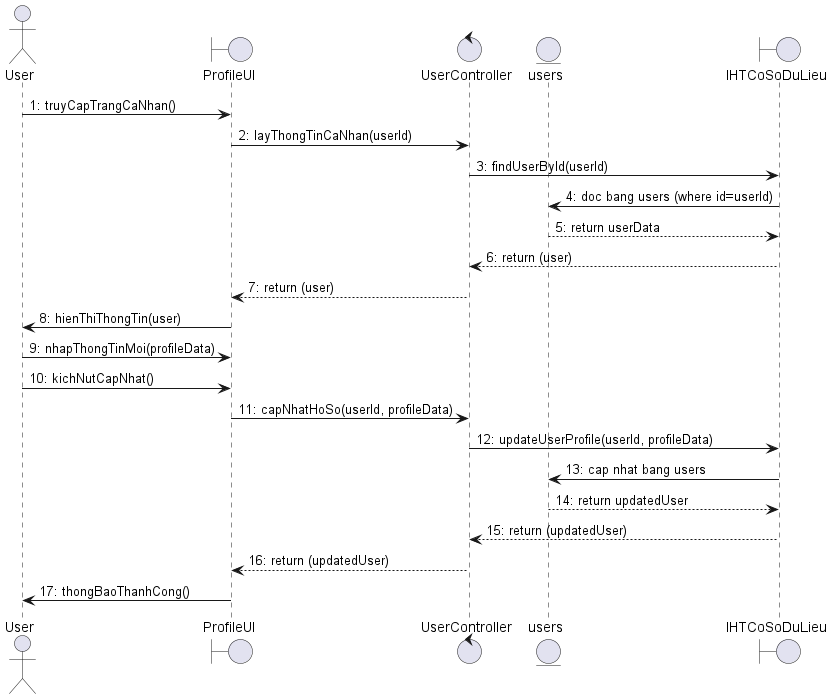 User
ProfileUI
UserController
users
IHTCoSoDuLieu
1: truyCapTrangCaNhan()
2: layThongTinCaNhan(userId)
3: findUserById(userId)
4: doc bang users (where id=userId)
5: return userData
6: return (user)
7: return (user)
8: hienThiThongTin(user)
9: nhapThongTinMoi(profileData)
10: kichNutCapNhat()
11: capNhatHoSo(userId, profileData)
12: updateUserProfile(userId, profileData)
13: cap nhat bang users
14: return updatedUser
15: return (updatedUser)
16: return (updatedUser)
17: thongBaoThanhCong()
User
ProfileUI
UserController
users
IHTCoSoDuLieu